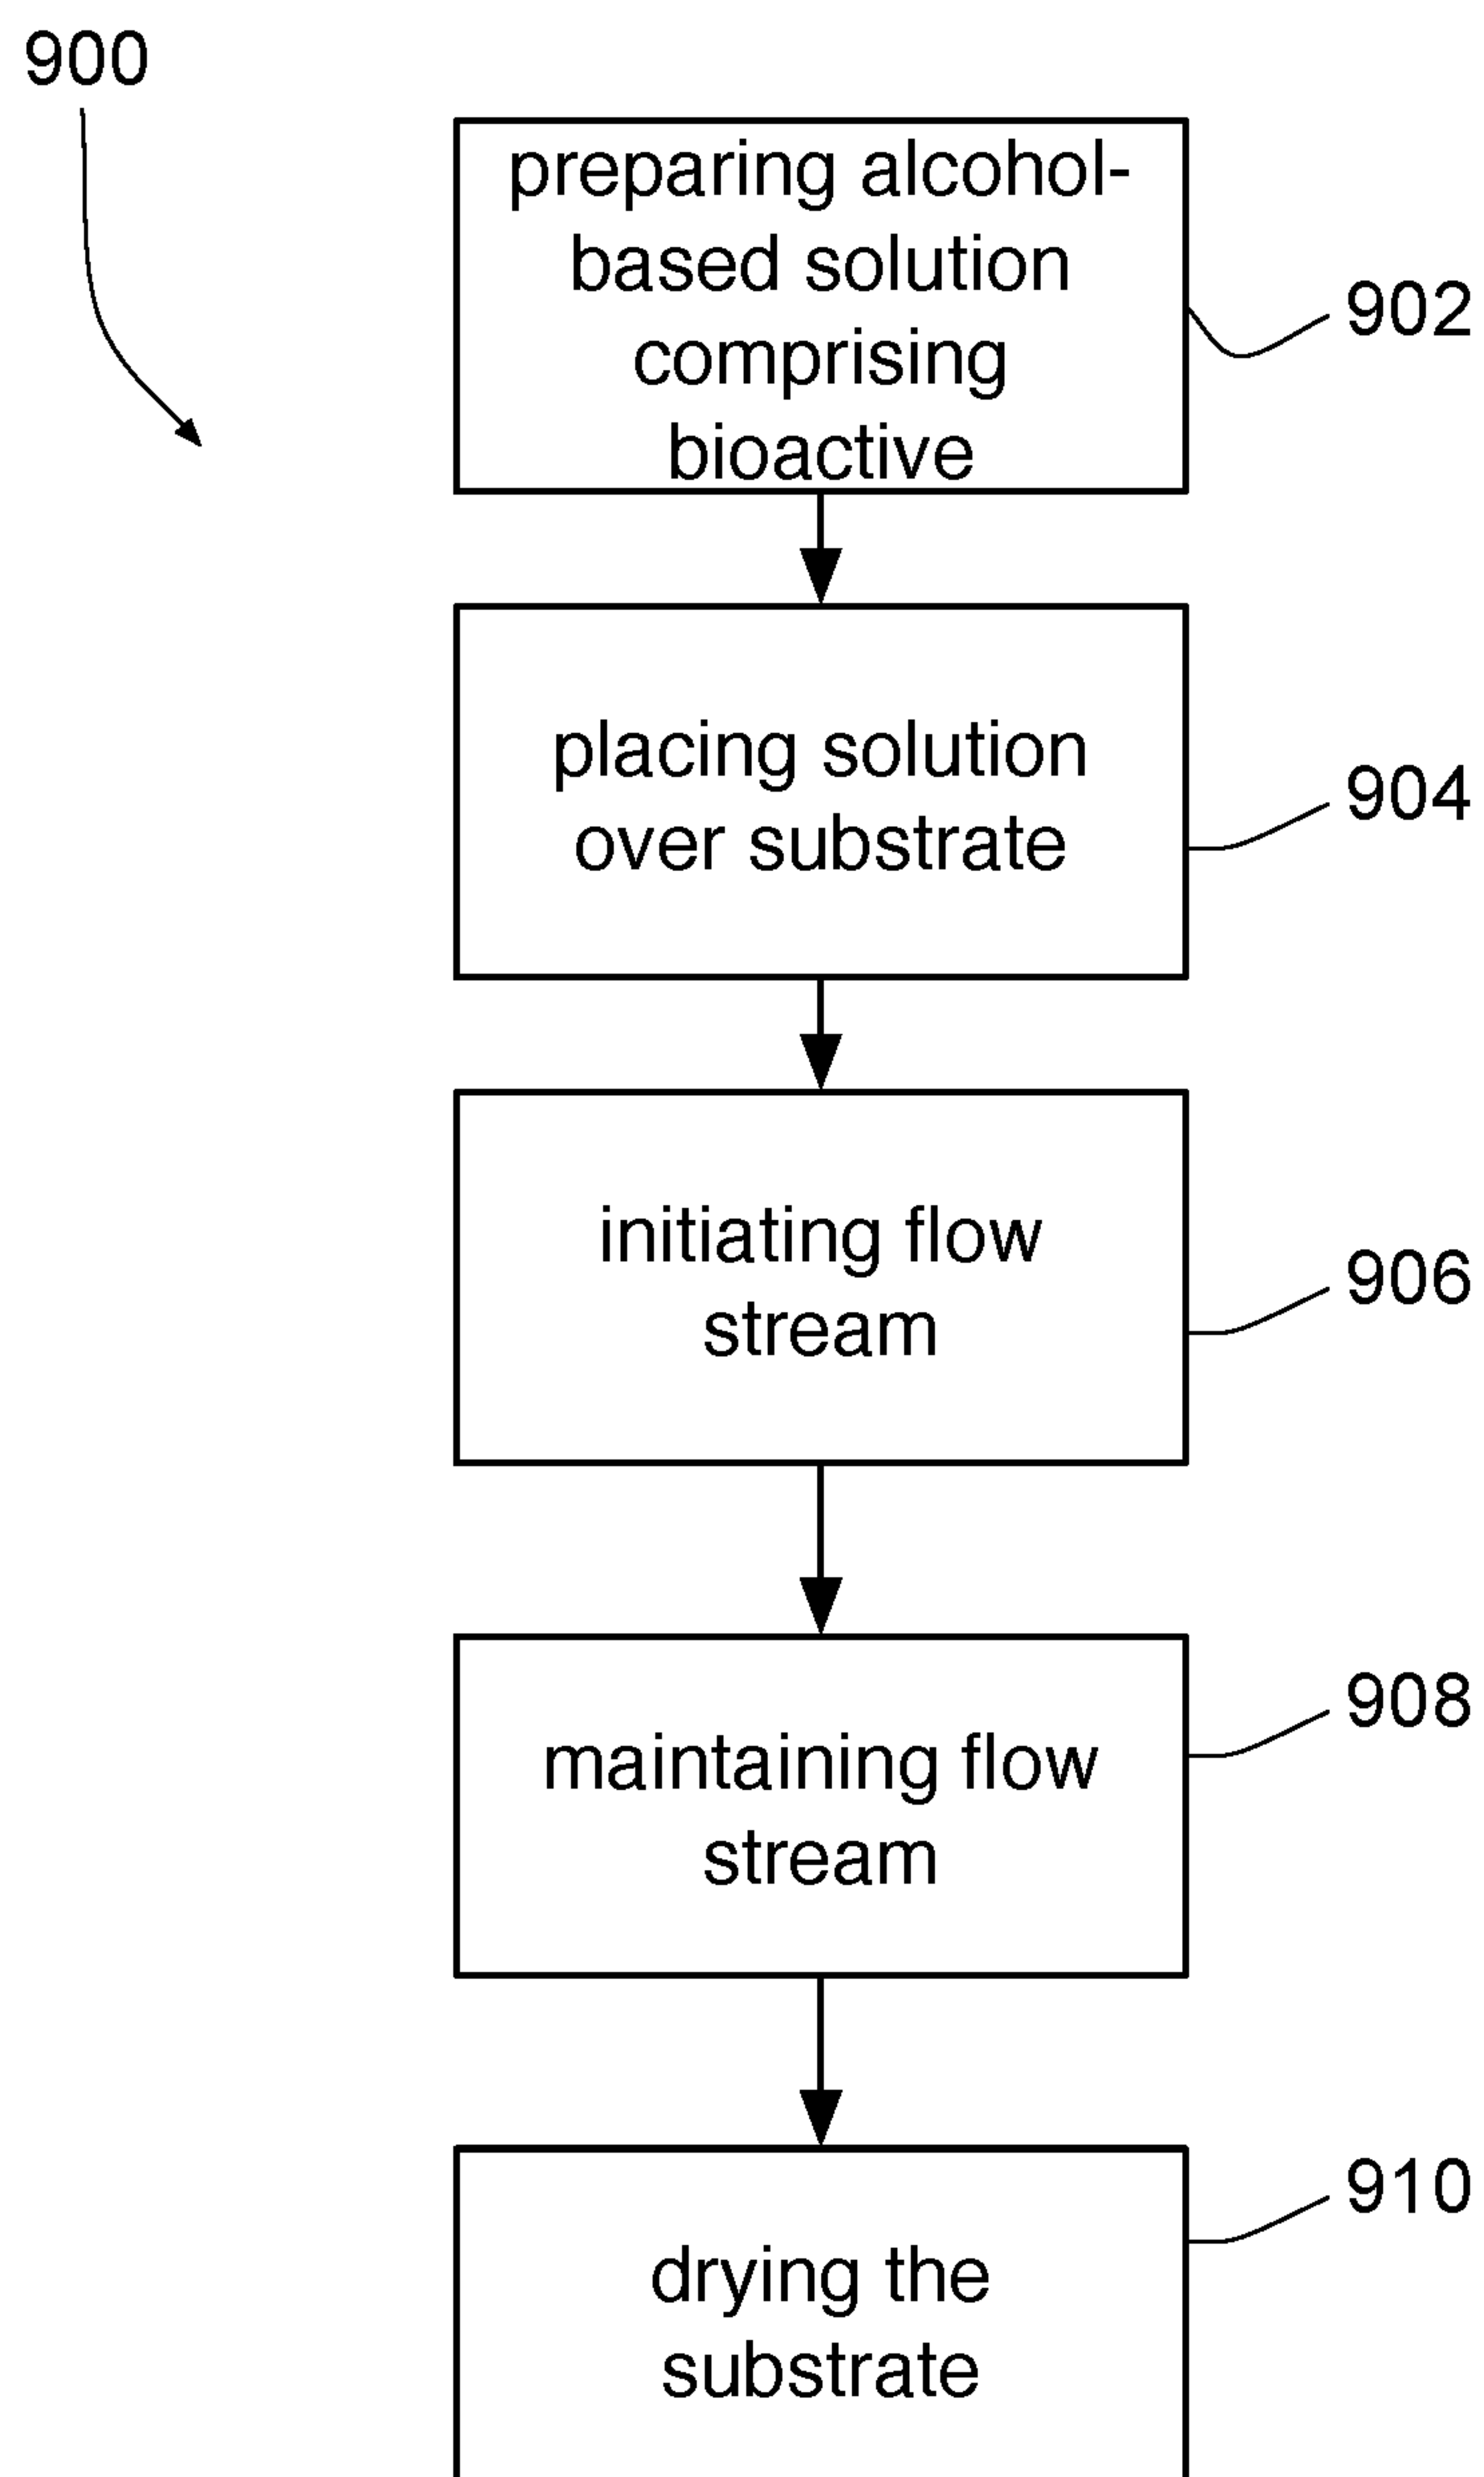 900
preparing alcohol-
based solution
comprising
bioactive
902
placing solution
over substrate
904
initiating flow
stream
906
maintaining flow
stream
908
drying the
substrate
910